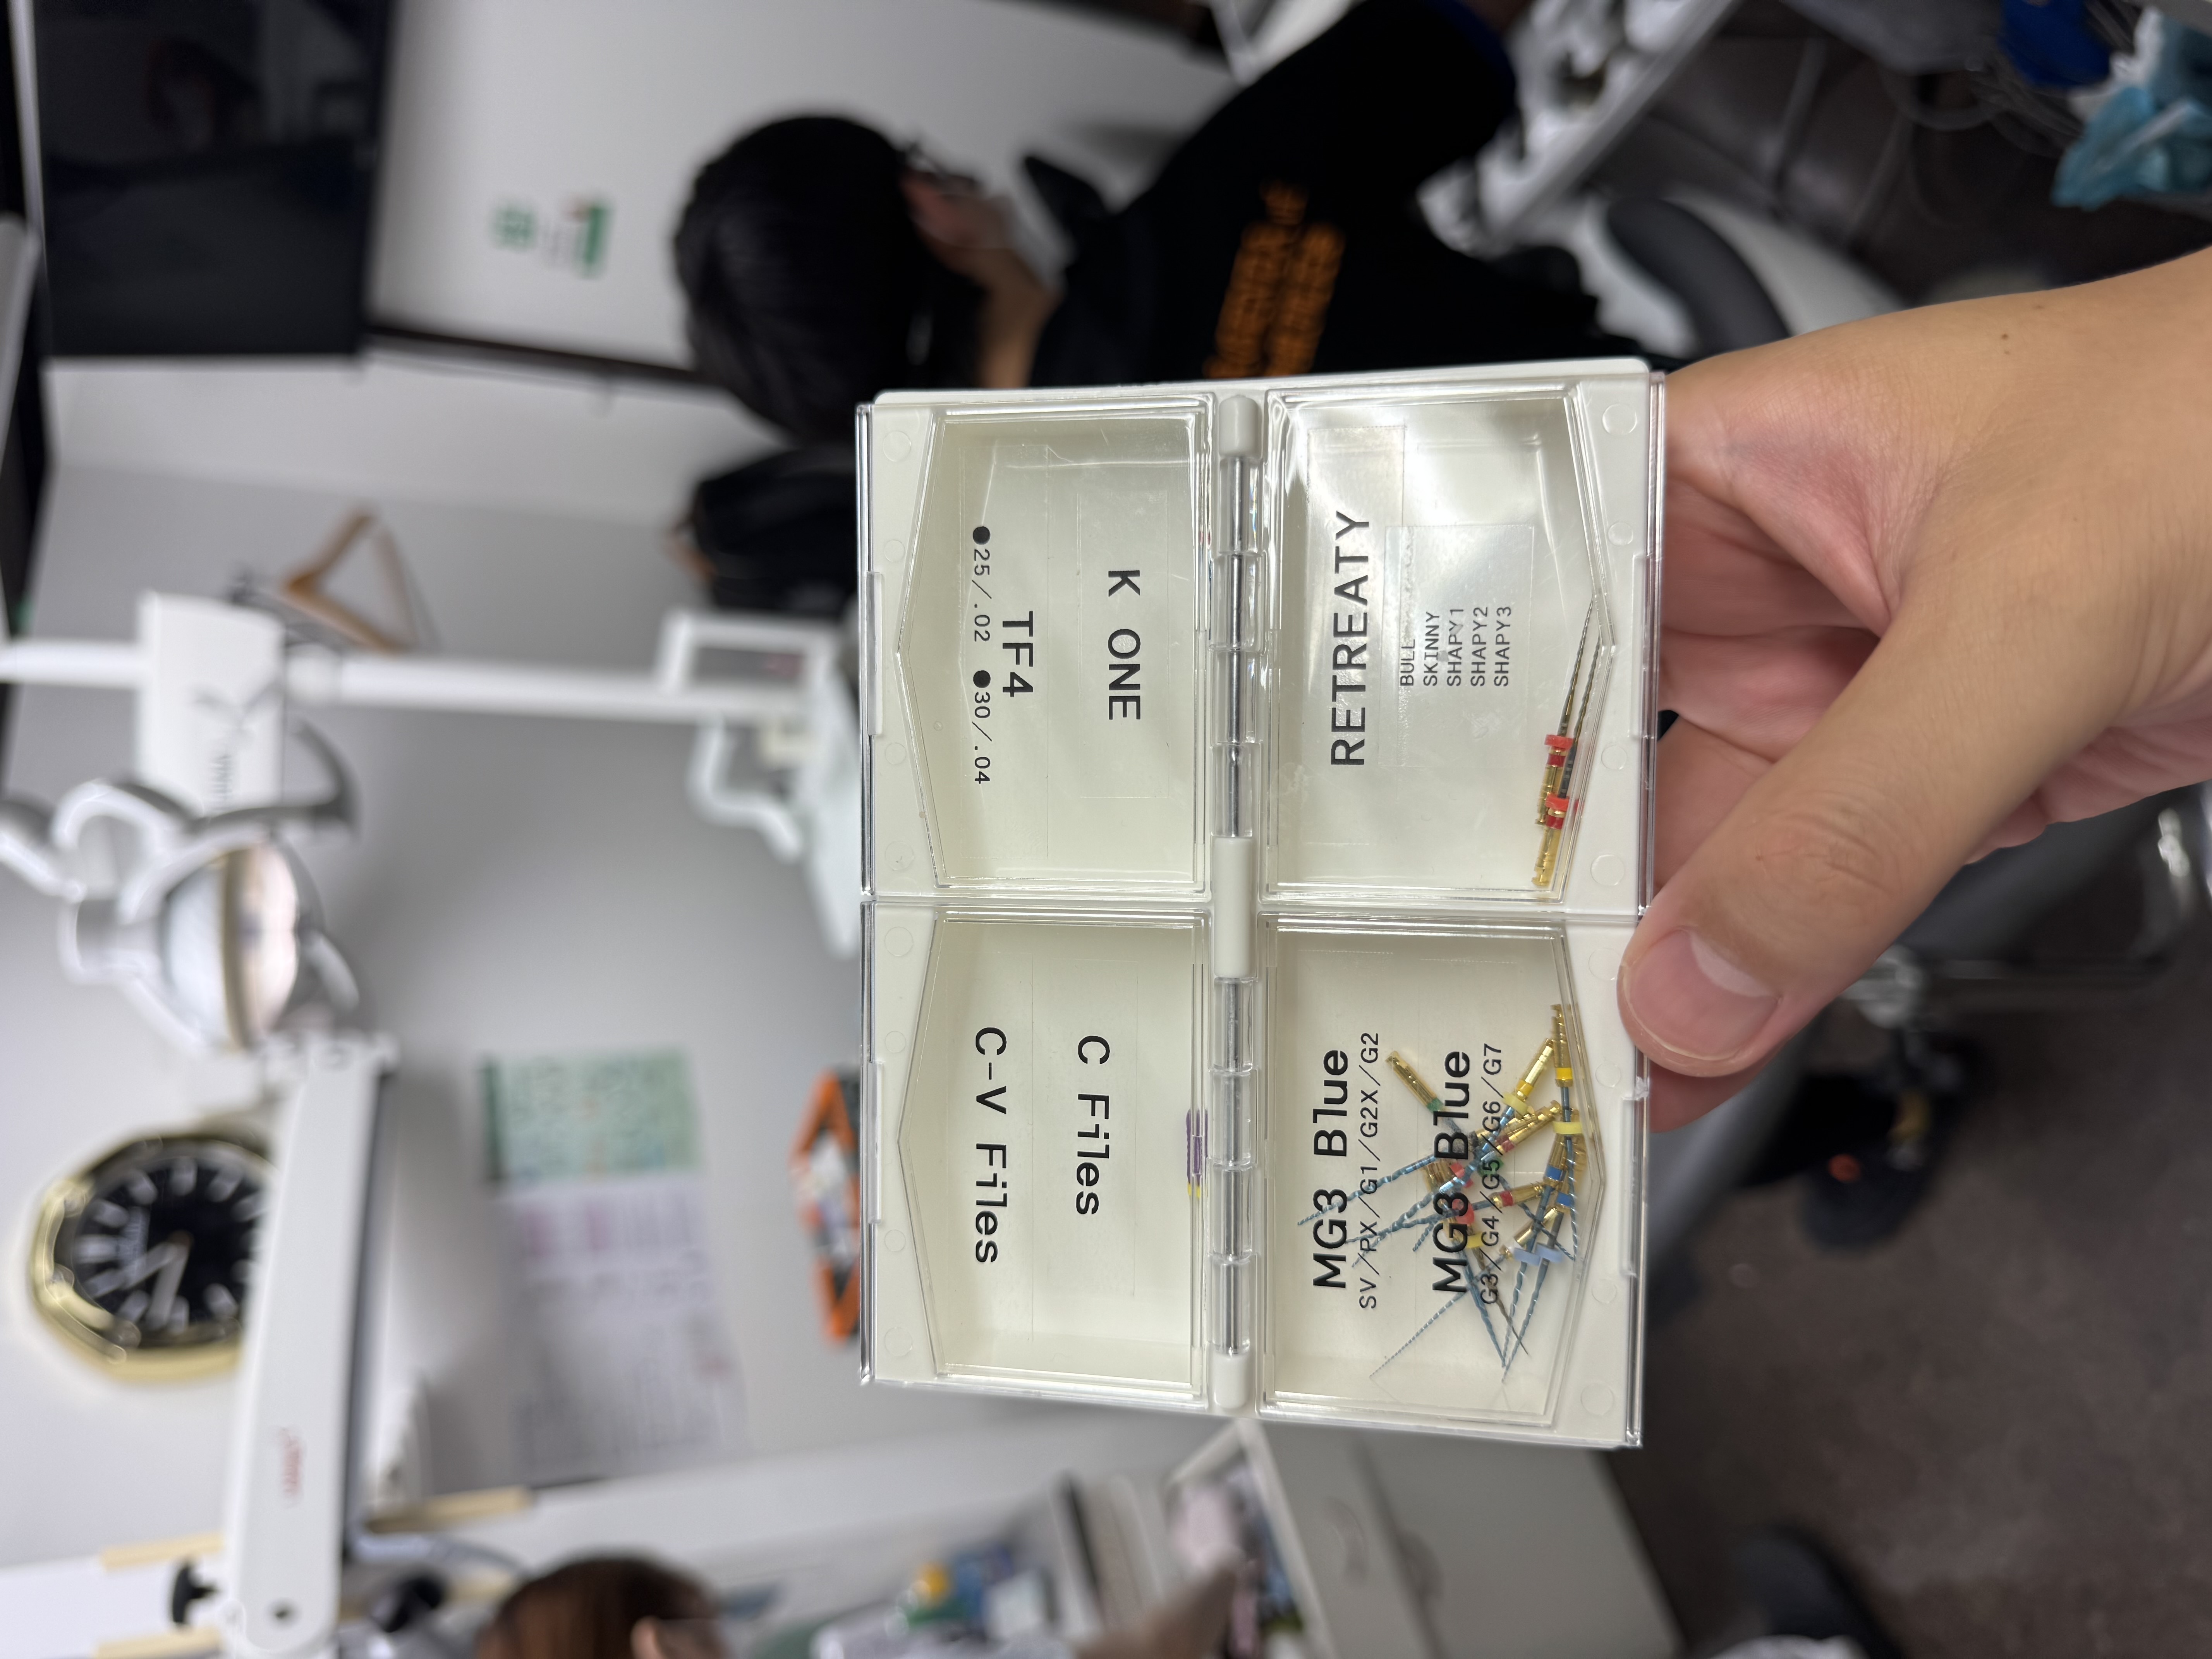 RETREATY
BULL
SKINNY
SHAPY1
SHAPY2
SHAPY3
MG3 Blue
SV/PX/G1/G2X/G2
MG3 Blue
G3/G4/G5/G6/G7
K ONE
TF4
●25/.02 ●30/.04
C Files
C-V Files